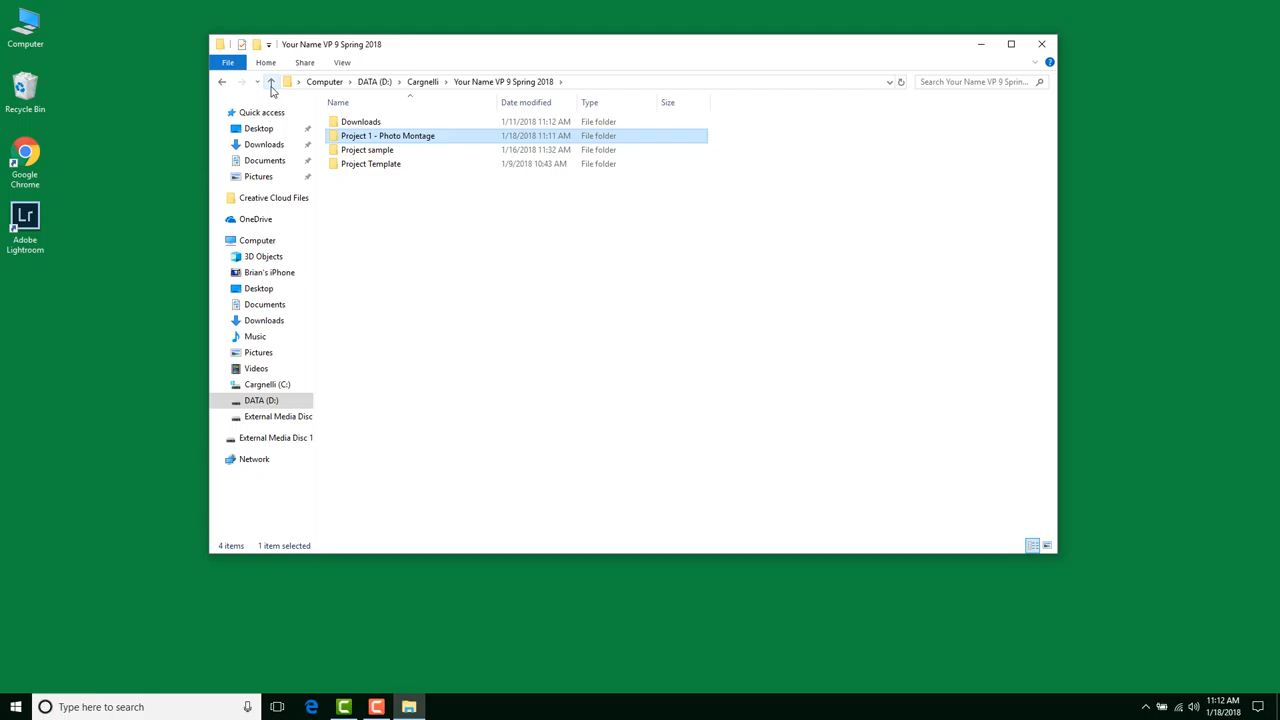 Computer
Recycle Bin
Google
Chrome
Lr
Adobe
Lightroom
Your Name VP 9 Spring 2018
File Home Share View
Computer DATA (D:) Cargnelli Your Name VP 9 Spring 2018
Search Your Name VP 9 Sprin...
Name Date modified Type Size
Downloads 1/11/2018 11:12 AM File folder
Project 1 - Photo Montage 1/18/2018 11:11 AM File folder
Project sample 1/16/2018 11:32 AM File folder
Project Template 1/9/2018 10:43 AM File folder
Quick access
Desktop
Downloads
Documents
Pictures
Creative Cloud Files
OneDrive
Computer
3D Objects
Brian's iPhone
Desktop
Documents
Downloads
Music
Pictures
Videos
Cargnelli (C:)
DATA (D:)
External Media Disc
External Media Disc 1
Network
4 items 1 item selected
Type here to search
11:12 AM
1/18/2018